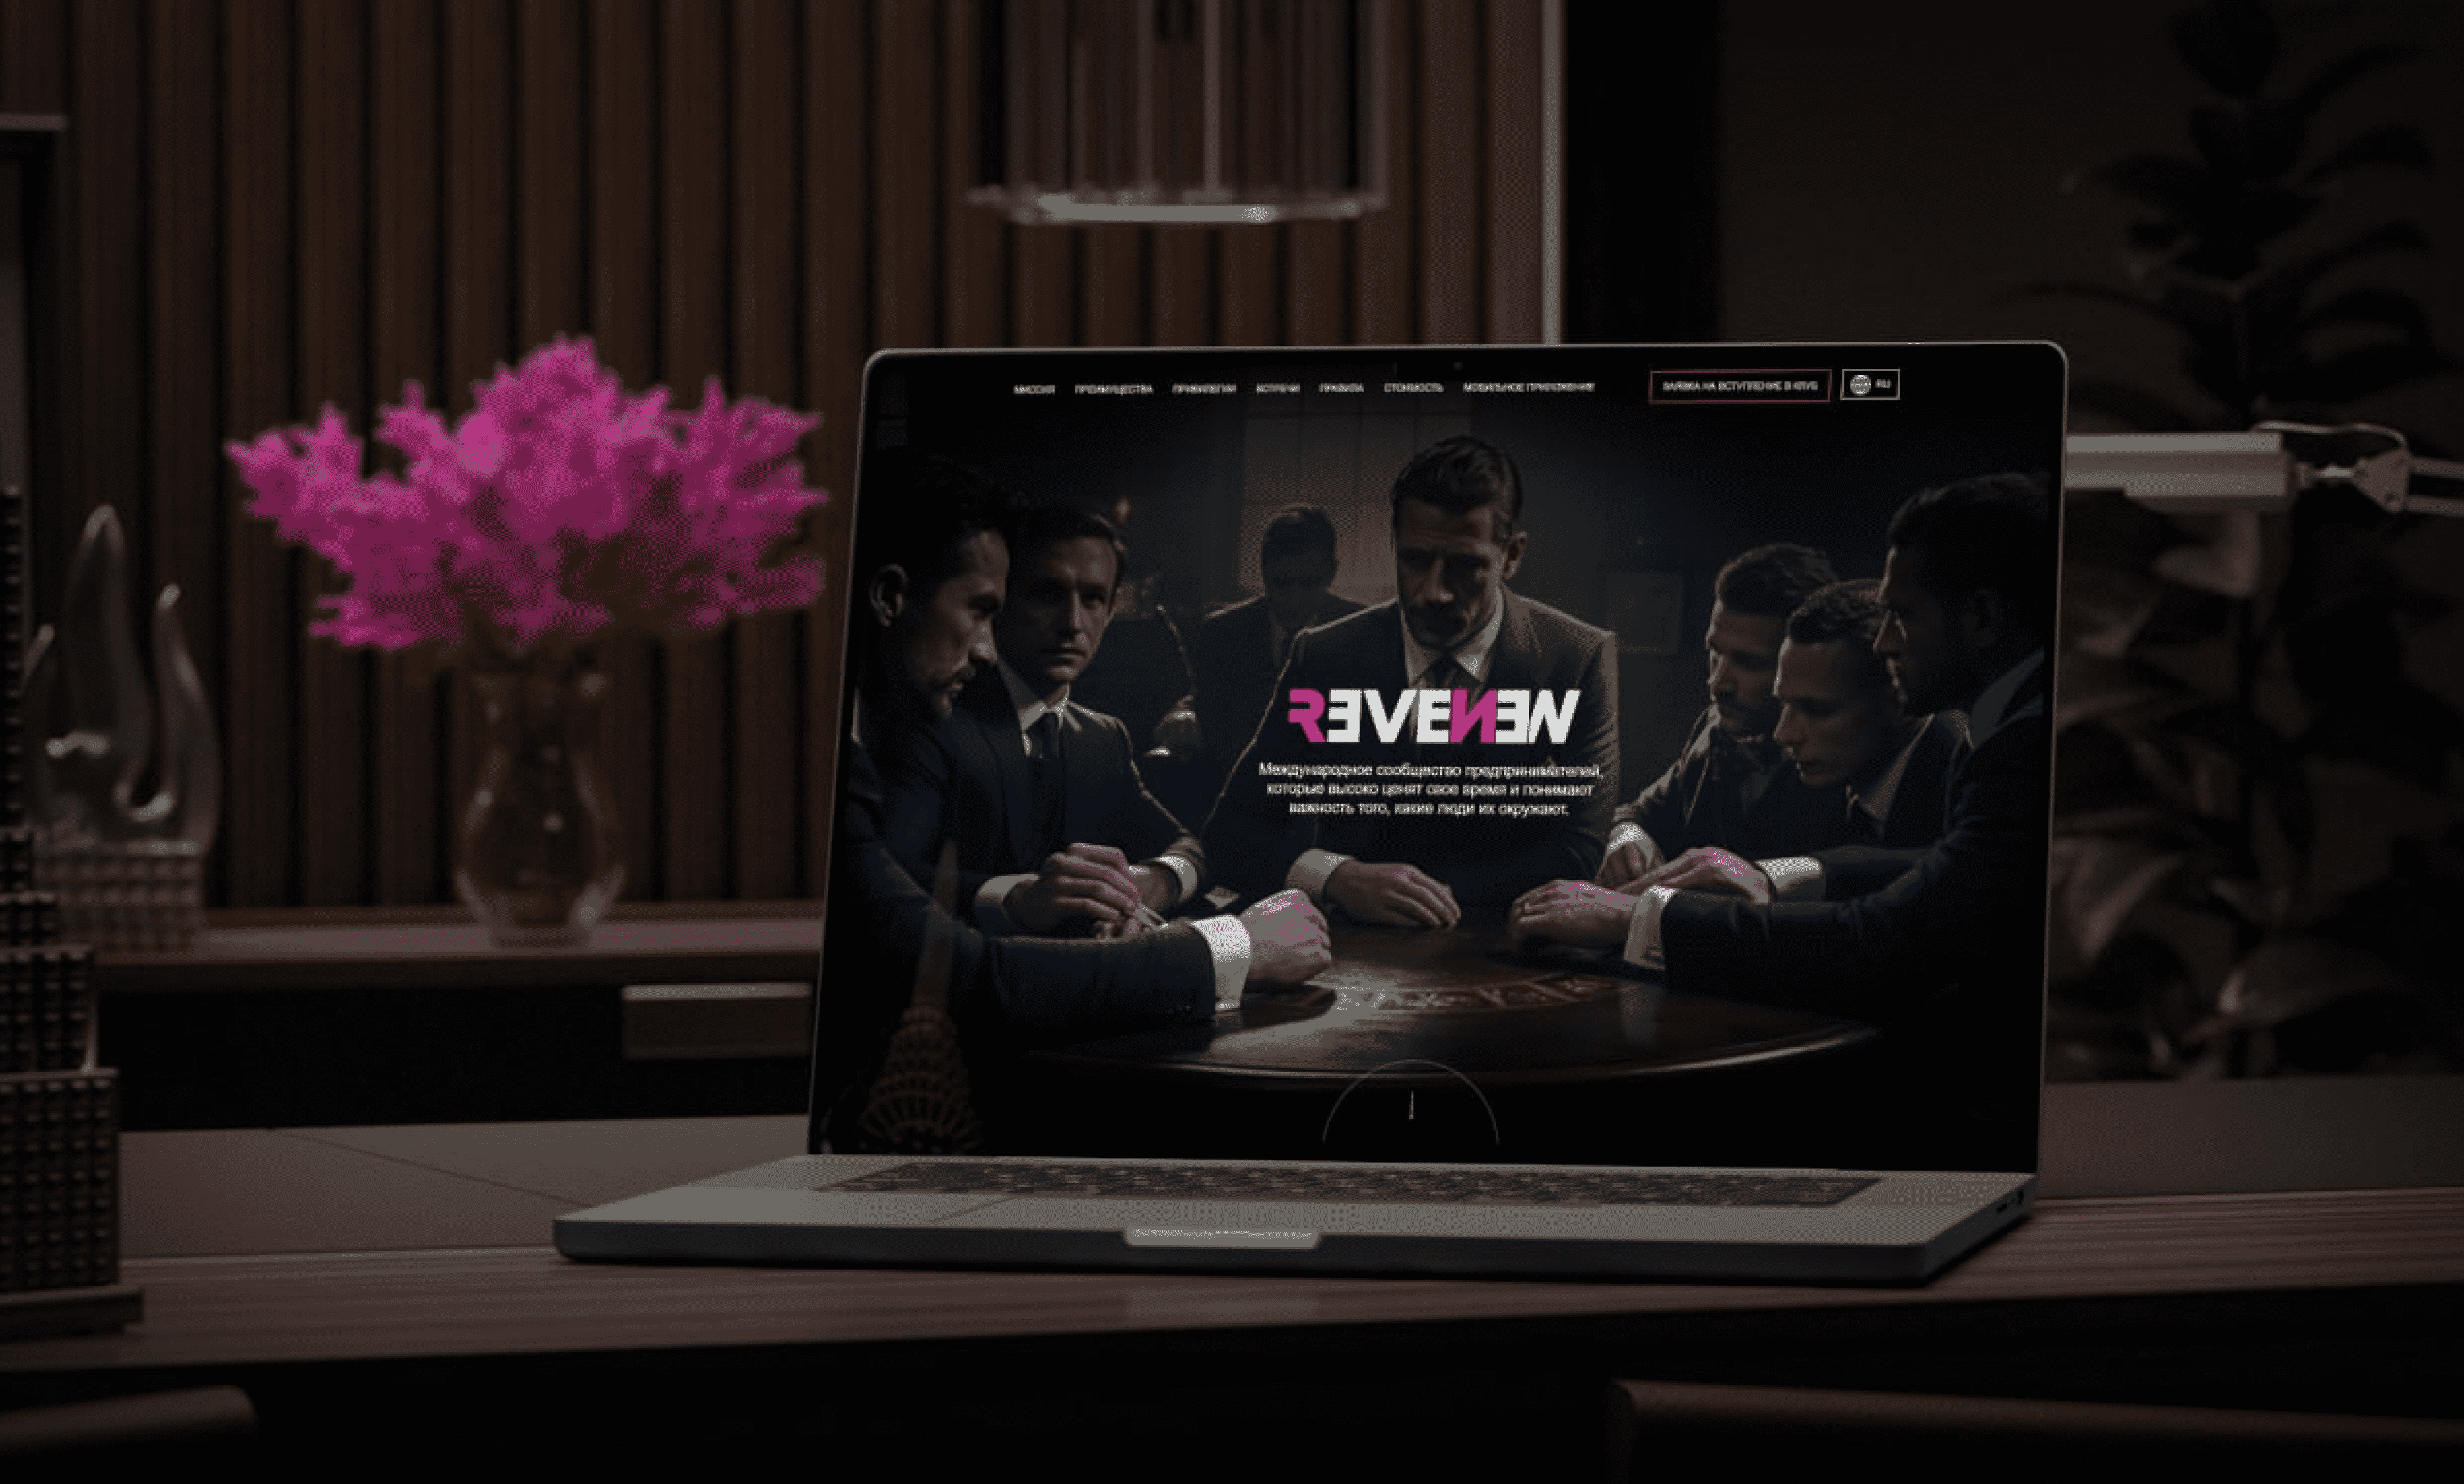 МИССИЯ ПРЕИМУЩЕСТВА ПРИВИЛЕГИИ ВСТРЕЧИ ПРАВИЛА СТОИМОСТЬ МОБИЛЬНОЕ ПРИЛОЖЕНИЕ ЗАЯВКА НА ВСТУПЛЕНИЕ В КЛУБ RU
REVENEW
Международное сообщество предпринимателей,
которые высоко ценят свое время и понимают
важность того, какие люди их окружают.